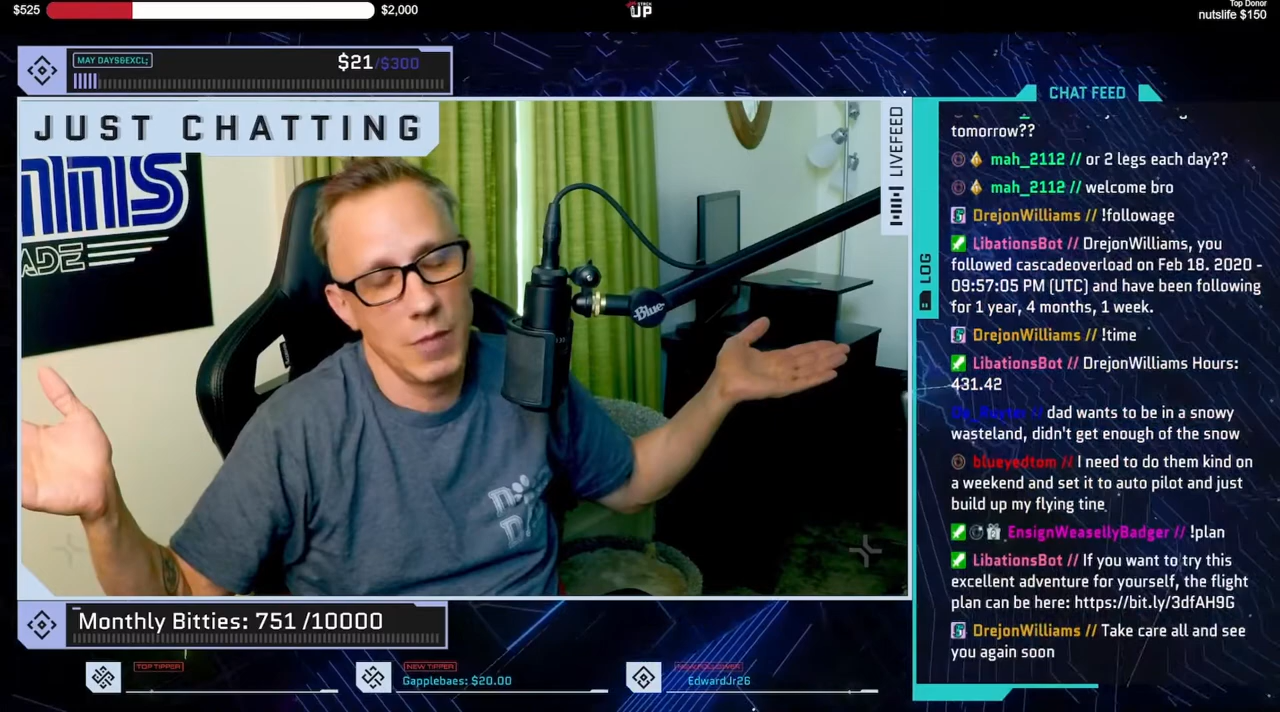 $525
$2,000
STACK
UP
Top Donor
nutslife $150
MAY DAYS&EXCL;
$21/$300
JUST CHATTING
LIVEFEED
CHAT FEED
LOG
tomorrow??
mah_2112 // or 2 legs each day??
mah_2112 // welcome bro
DrejonWilliams // !followage
LibationsBot // DrejonWilliams, you
followed cascadeoverload on Feb 18. 2020 -
09:57:05 PM (UTC) and have been following
for 1 year, 4 months, 1 week.
DrejonWilliams // !time
LibationsBot // DrejonWilliams Hours:
431.42
// dad wants to be in a snowy
wasteland, didn't get enough of the snow
blueyedtom // I need to do them kind on
a weekend and set it to auto pilot and just
build up my flying tine
EnsignWeasellyBadger // !plan
LibationsBot // If you want to try this
excellent adventure for yourself, the flight
plan can be here: https://bit.ly/3dfAH9G
DrejonWilliams // Take care all and see
you again soon
Blue
Monthly Bitties: 751 /10000
TOP TIPPER
NEW TIPPER
Gapplebaes: $20.00
NEW FOLLOWER
EdwardJr26